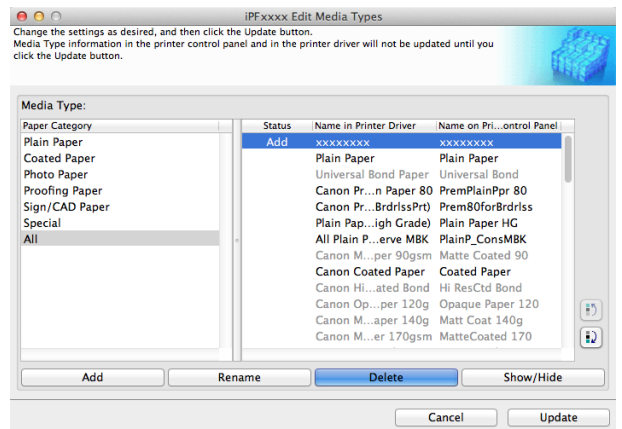 iPFxxxx Edit Media Types
Change the settings as desired, and then click the Update button.
Media Type information in the printer control panel and in the printer driver will not be updated until you
click the Update button.
Media Type:
Paper Category
Plain Paper
Coated Paper
Photo Paper
Proofing Paper
Sign/CAD Paper
Special
All
Status Name in Printer Driver Name on Pri...ontrol Panel
Add xxxxxxxx xxxxxxxx
Plain Paper Plain Paper
Universal Bond Paper Universal Bond
Canon Pr...n Paper 80 PremPlainPpr 80
Canon Pr...BrdrlssPrt) Prem80forBrdrlss
Plain Pap...igh Grade) Plain Paper HG
All Plain P...erve MBK PlainP_ConsMBK
Canon M...per 90gsm Matte Coated 90
Canon Coated Paper Coated Paper
Canon Hi...ated Bond Hi ResCtd Bond
Canon Op...per 120g Opaque Paper 120
Canon M...aper 140g Matt Coat 140g
Canon M...er 170gsm MatteCoated 170
Add Rename Delete Show/Hide
Cancel Update